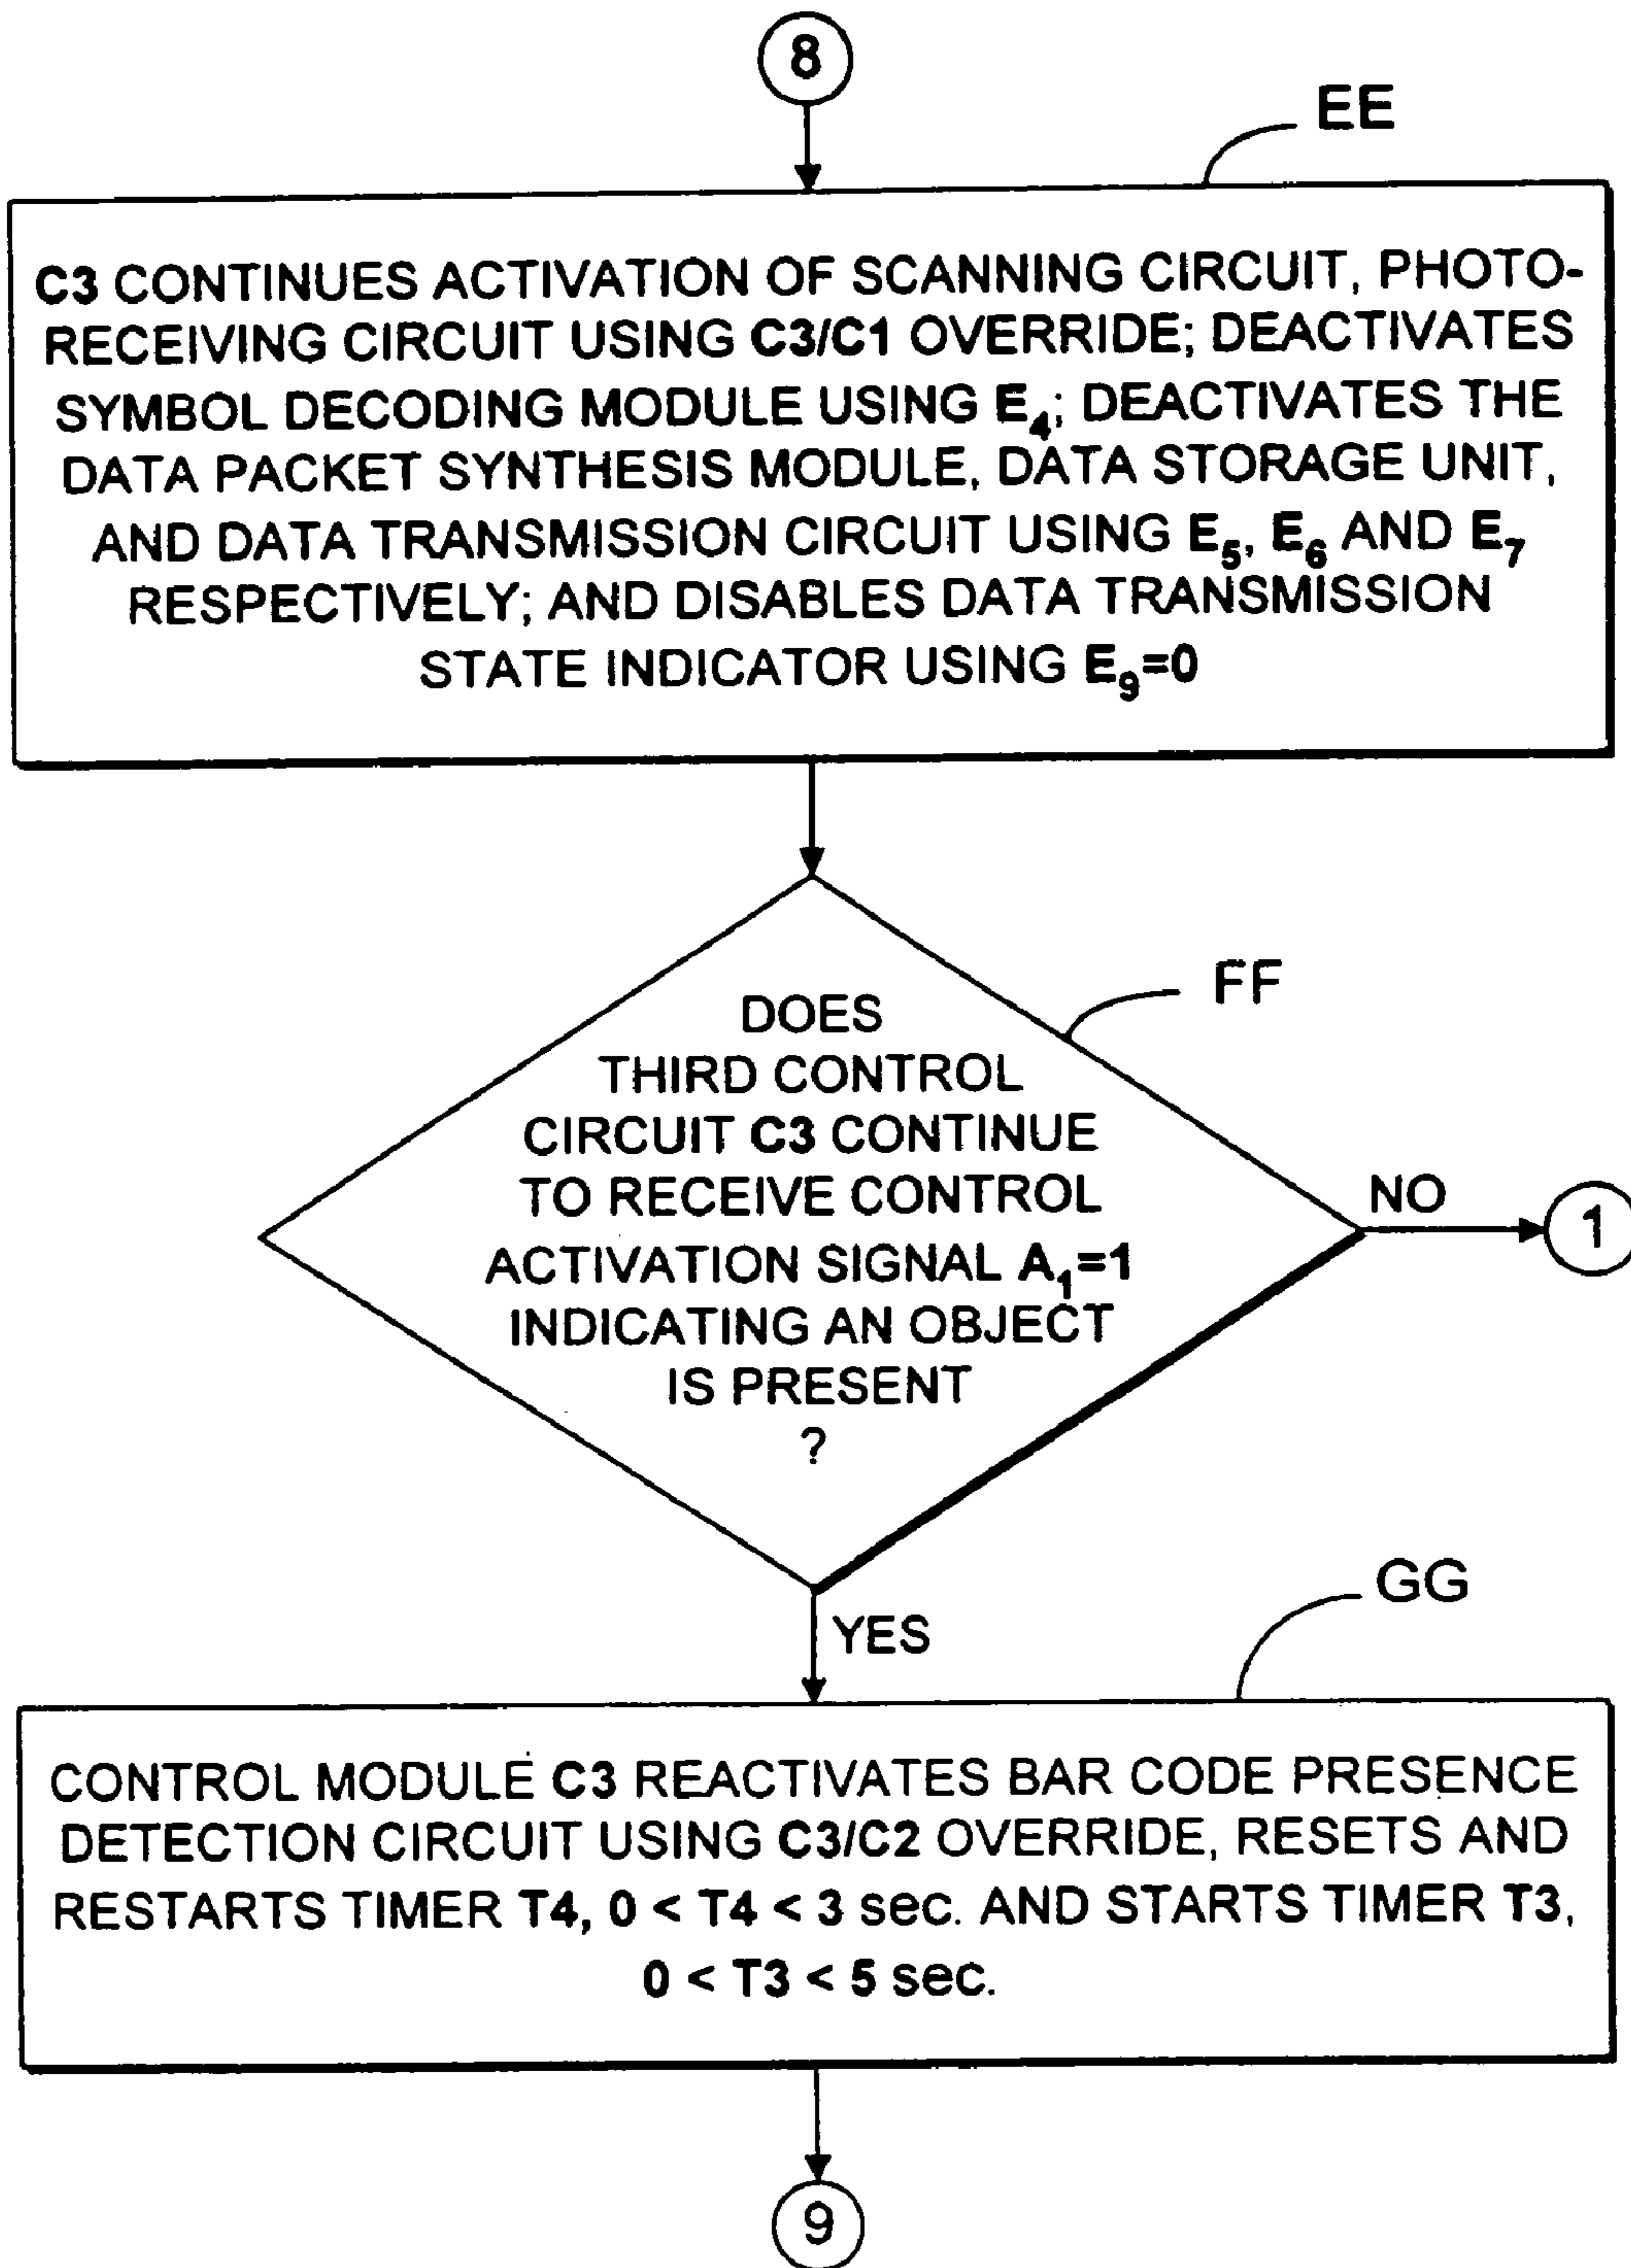 8
EE
C3 CONTINUES ACTIVATION OF SCANNING CIRCUIT, PHOTO-
RECEIVING CIRCUIT USING C3/C1 OVERRIDE; DEACTIVATES
SYMBOL DECODING MODULE USING E₄; DEACTIVATES THE
DATA PACKET SYNTHESIS MODULE, DATA STORAGE UNIT,
AND DATA TRANSMISSION CIRCUIT USING E₅, E₆ AND E₇
RESPECTIVELY; AND DISABLES DATA TRANSMISSION
STATE INDICATOR USING E₉=0
FF
DOES
THIRD CONTROL
CIRCUIT C3 CONTINUE
TO RECEIVE CONTROL
ACTIVATION SIGNAL A₁=1
INDICATING AN OBJECT
IS PRESENT
?
NO
1
YES
GG
CONTROL MODULE C3 REACTIVATES BAR CODE PRESENCE
DETECTION CIRCUIT USING C3/C2 OVERRIDE, RESETS AND
RESTARTS TIMER T4, 0 < T4 < 3 sec. AND STARTS TIMER T3,
0 < T3 < 5 sec.
9